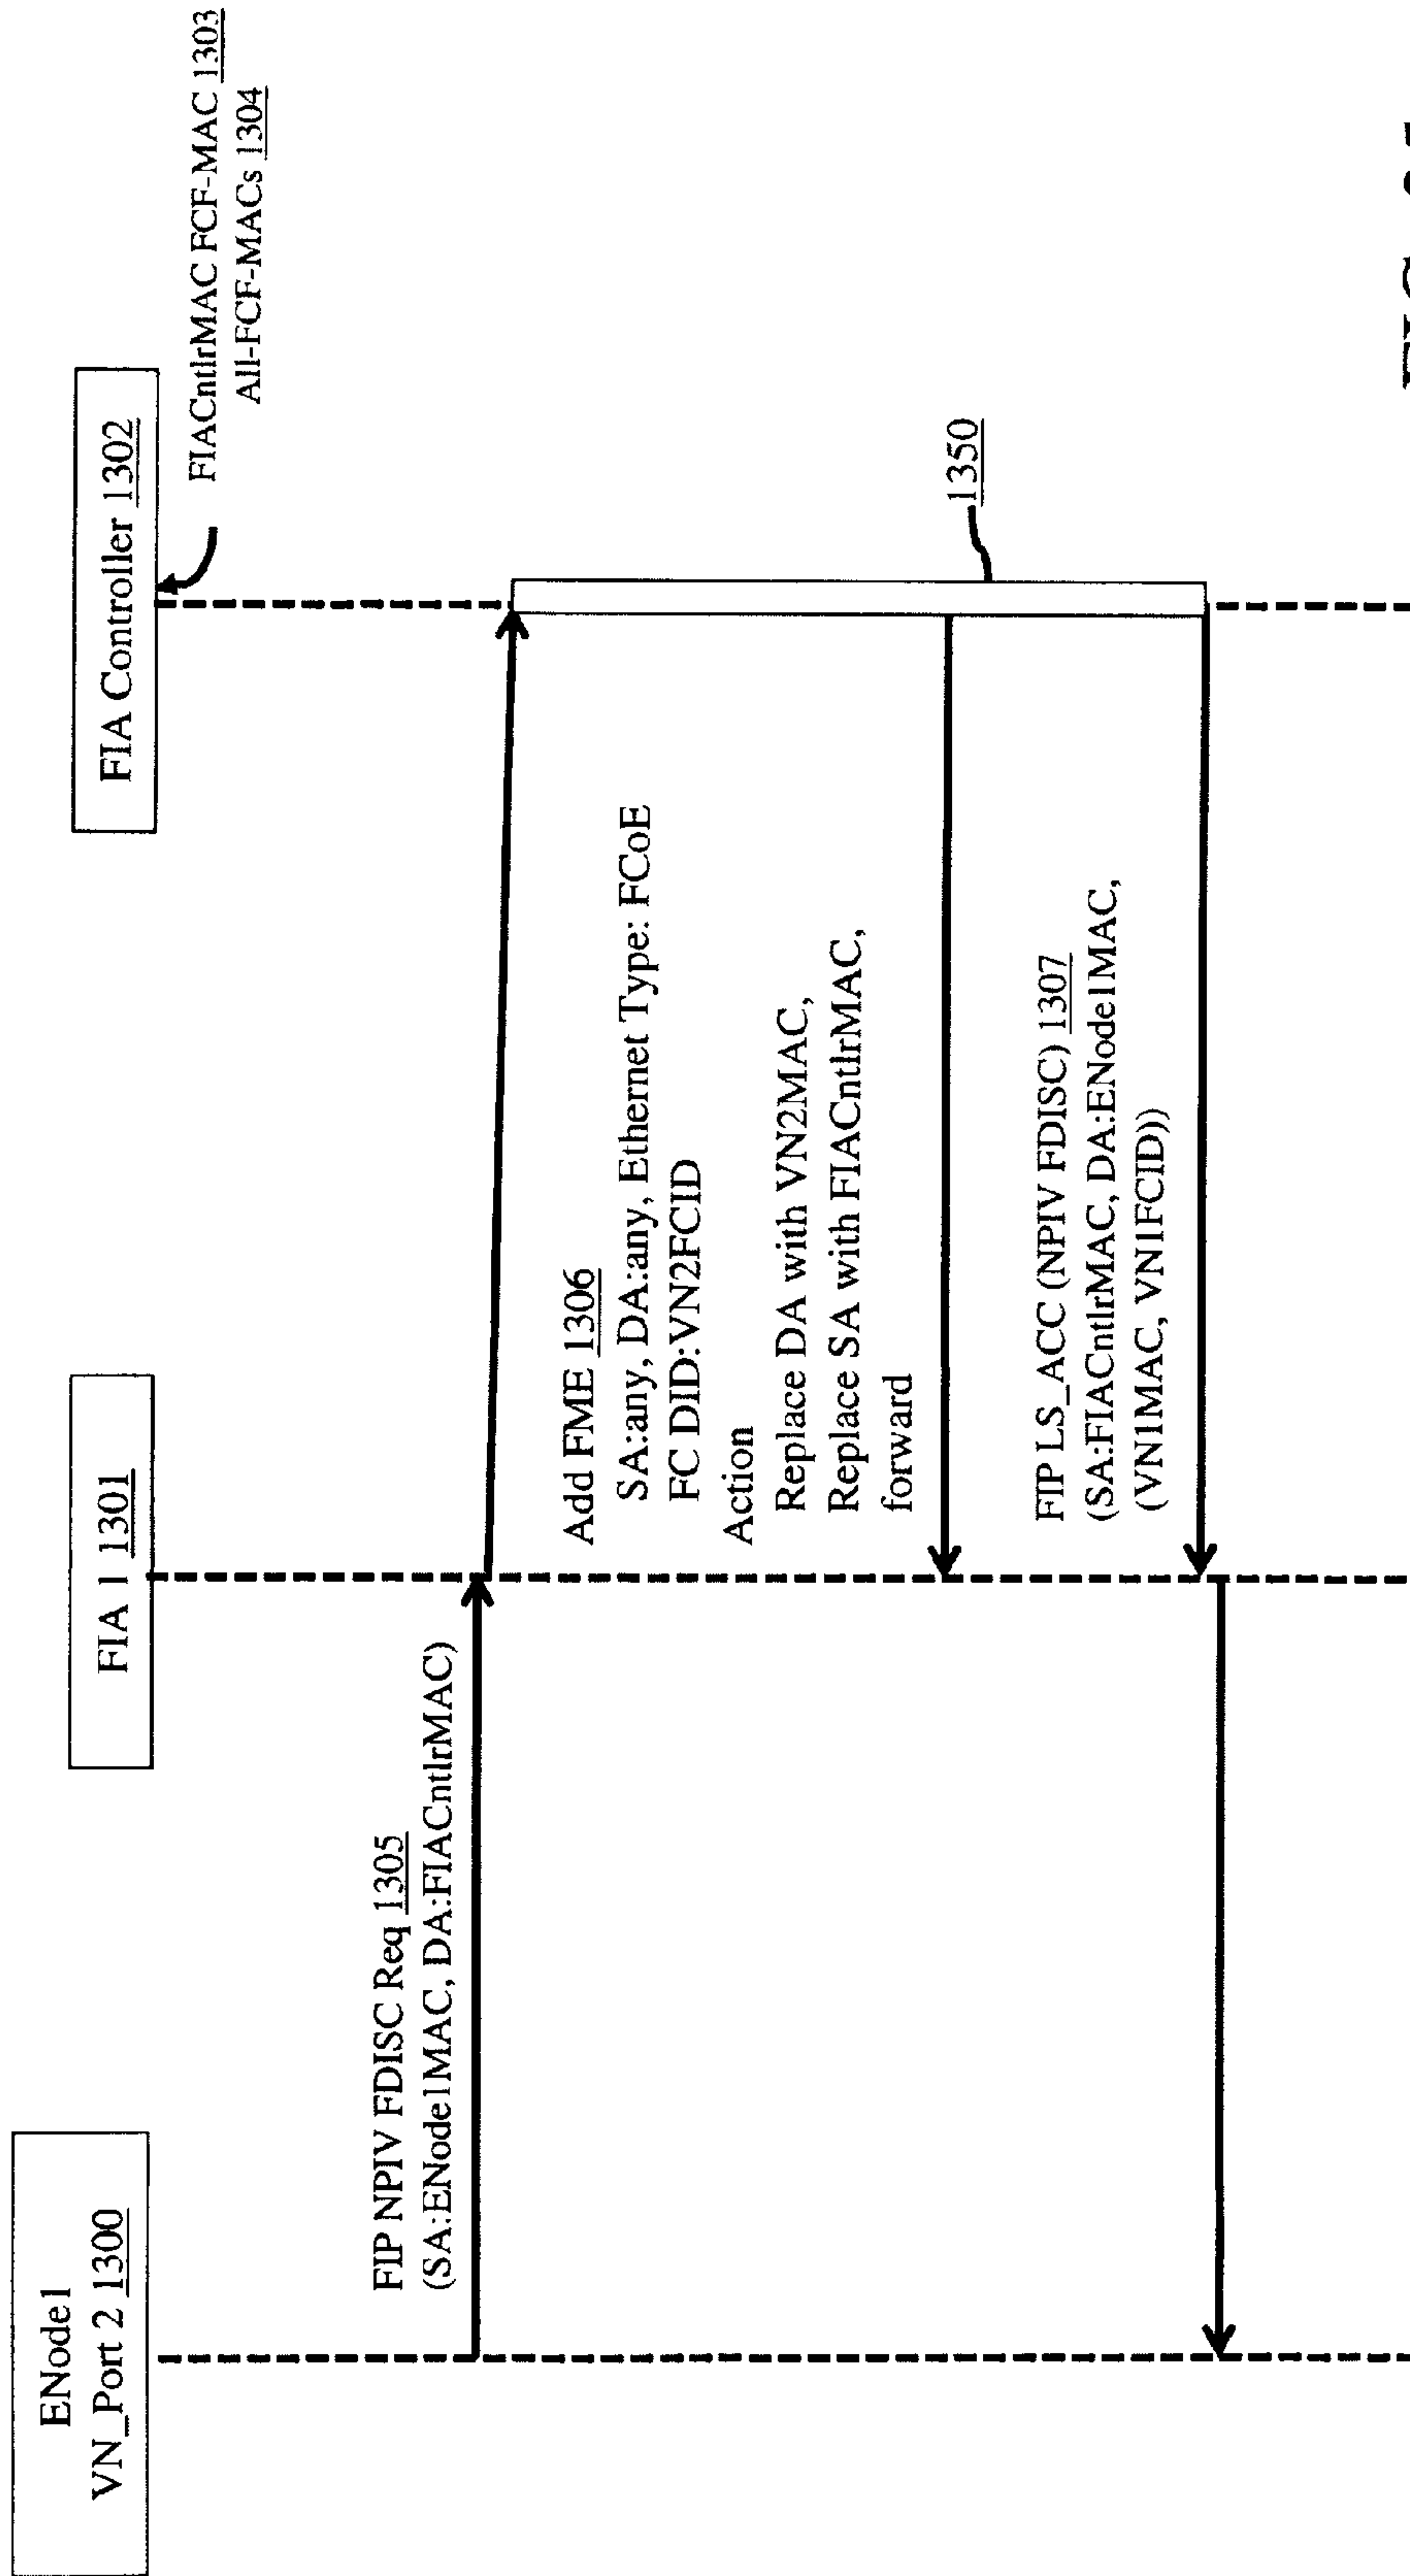 ENode1
VN_Port 2 1300
FIA 1 1301
FIA Controller 1302
FIACntlrMAC FCF-MAC 1303
All-FCF-MACs 1304
FIP NPIV FDISC Req 1305
(SA:ENode1MAC, DA:FIACntlrMAC)
Add FME 1306
SA:any, DA:any, Ethernet Type: FCoE
FC DID:VN2FCID
Action
Replace DA with VN2MAC,
Replace SA with FIACntlrMAC,
forward
1350
FIP LS_ACC (NPIV FDISC) 1307
(SA:FIACntlrMAC, DA:ENode1MAC,
(VN1MAC, VN1FCID))